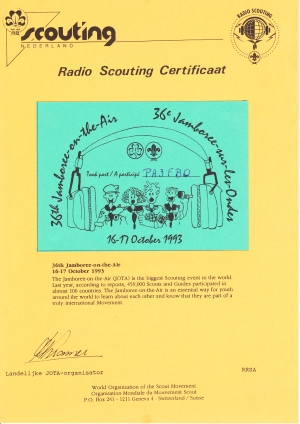 scouting
NEDERLAND
RADIO SCOUTING
Radio Scouting Certificaat
36th Jamboree-on-the-Air
36e Jamboree-sur-les-Ondes
Took part / A participé PA3FBO
16-17 October 1993
36th Jamboree-on-the-Air
16-17 October 1993
The Jamboree-on-the-Air (JOTA) is the biggest Scouting event in the world.
Last year, according to reports, 459,000 Scouts and Guides participated in
almost 100 countries. The Jamboree-on-the-Air is an essential way for youth
around the world to learn about each other and know that they are part of a
truly international Movement.
Landelijke JOTA-organisator
World Organization of the Scout Movement
Organisation Mondiale du Mouvement Scout
P.O. Box 241 - 1211 Geneva 4 - Switzerland / Suisse